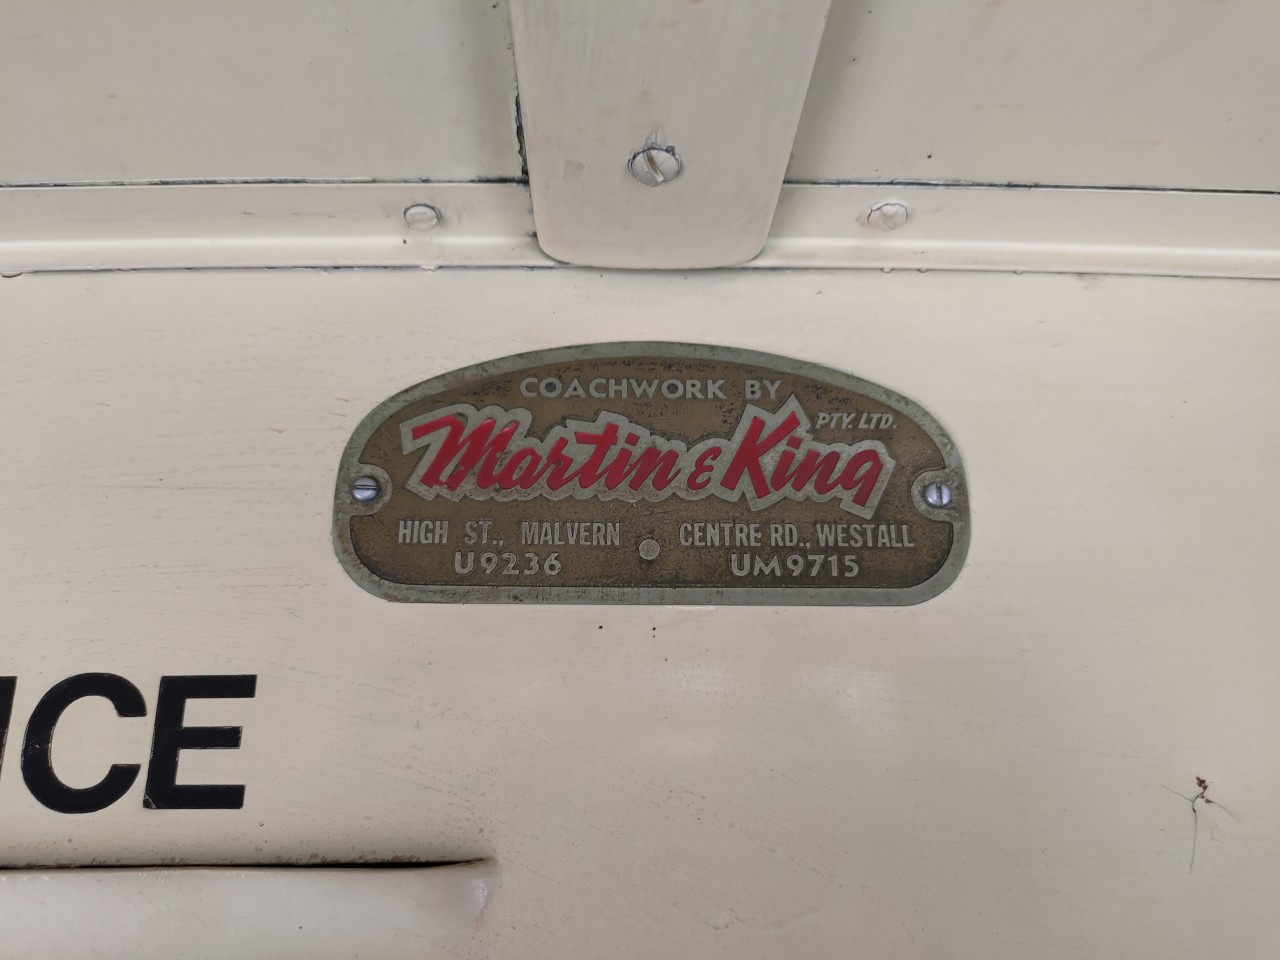 COACHWORK BY
Martin & King PTY. LTD.
HIGH ST., MALVERN
U9236
CENTRE RD., WESTALL
UM9715
ICE